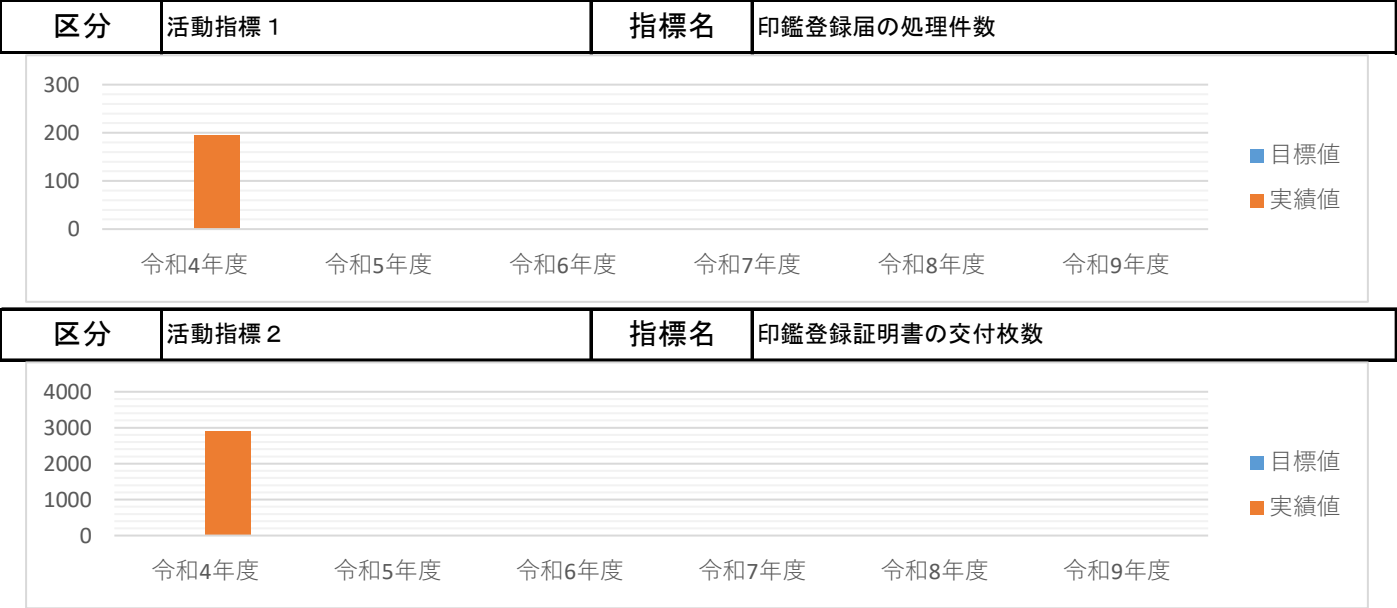 区分 活動指標1 指標名 印鑑登録届の処理件数
300
200
100
0
令和4年度 令和5年度 令和6年度 令和7年度 令和8年度 令和9年度
目標値
実績値
区分 活動指標2 指標名 印鑑登録証明書の交付枚数
4000
3000
2000
1000
0
令和4年度 令和5年度 令和6年度 令和7年度 令和8年度 令和9年度
目標値
実績値